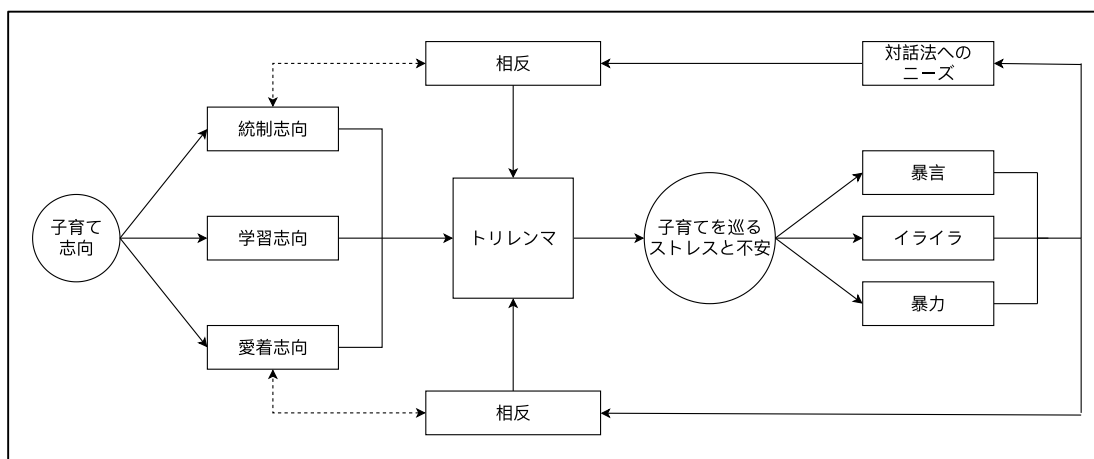 相反
対話法への
ニーズ
統制志向
暴言
子育て
志向
学習志向
トリレンマ
子育てを巡る
ストレスと不安
イライラ
暴力
愛着志向
相反